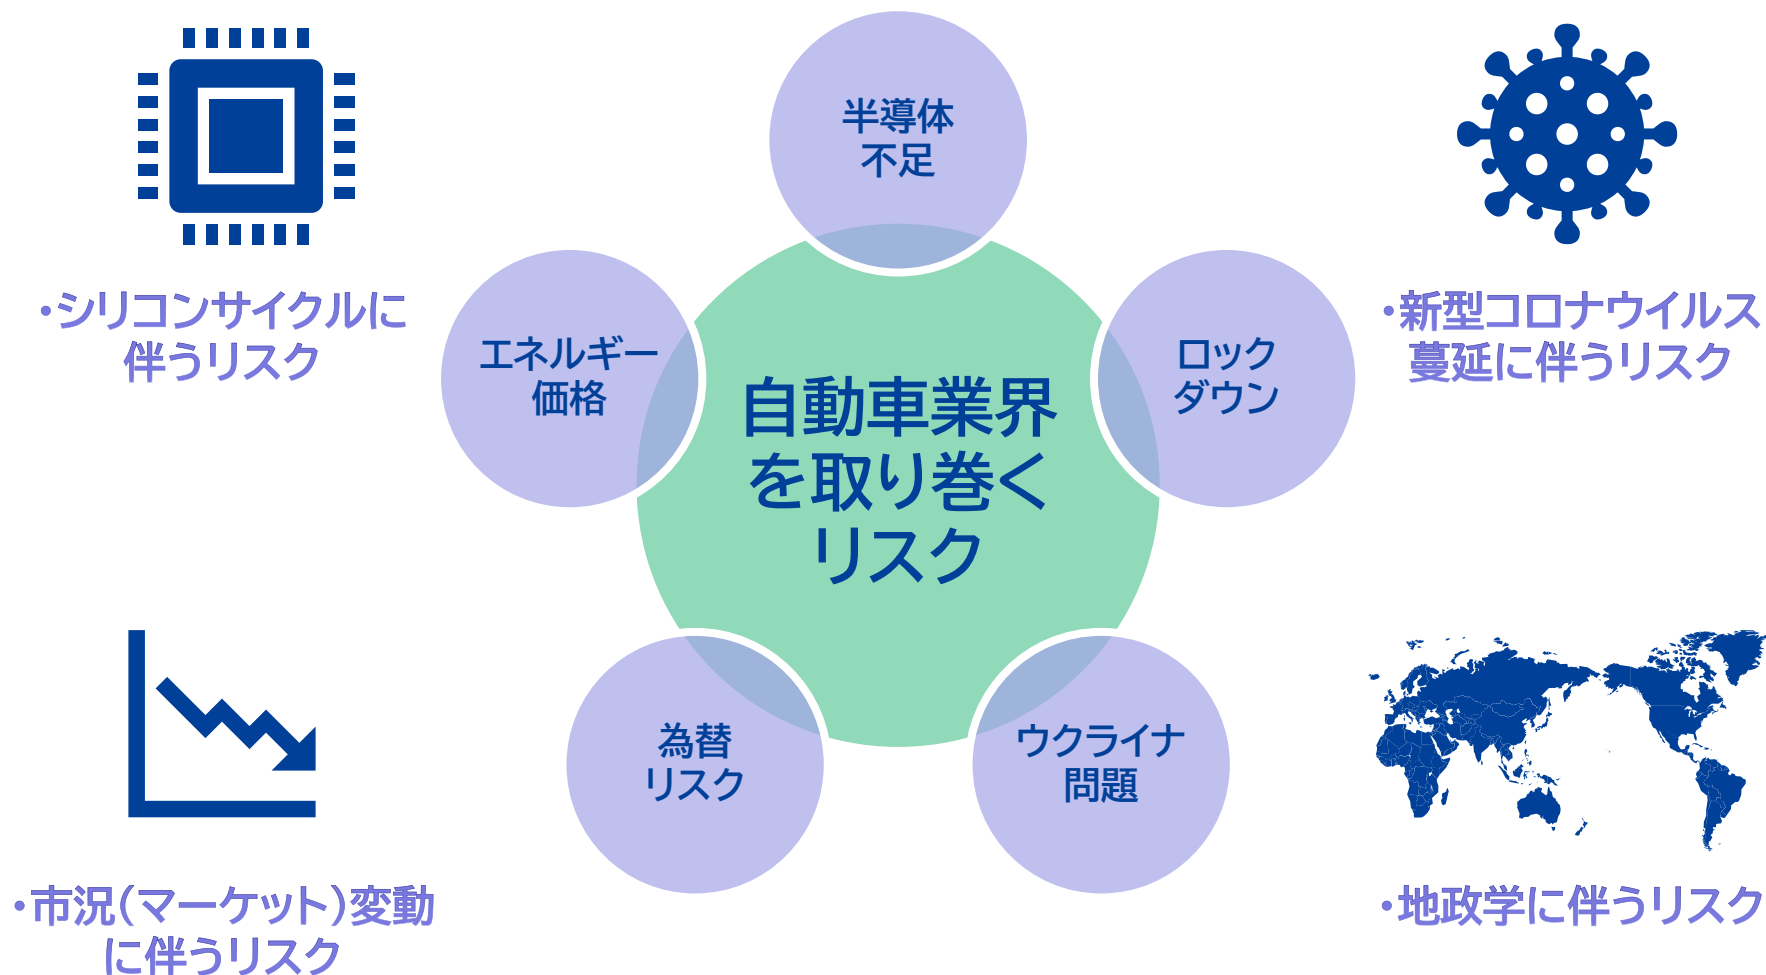 半導体
不足
・シリコンサイクルに
伴うリスク
・新型コロナウイルス
蔓延に伴うリスク
エネルギー
価格
ロック
ダウン
自動車業界
を取り巻く
リスク
為替
リスク
ウクライナ
問題
・市況(マーケット)変動
に伴うリスク
・地政学に伴うリスク